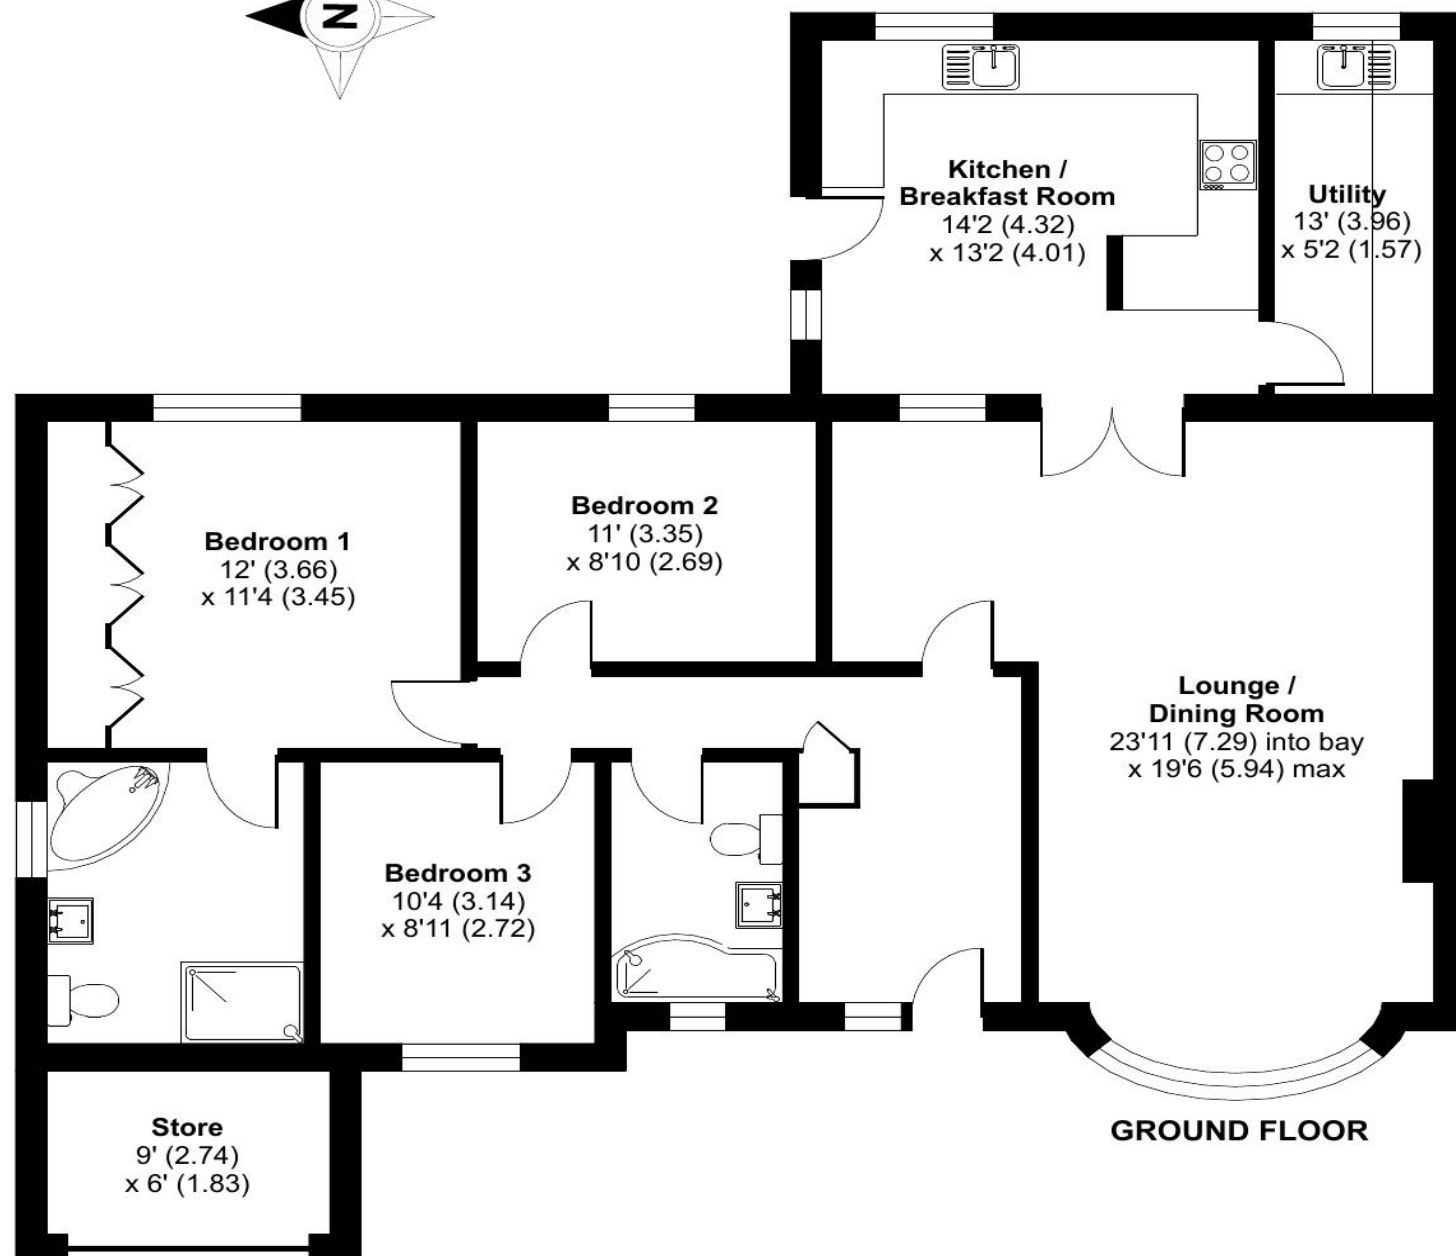 N
Kitchen /
Breakfast Room
14'2 (4.32)
x 13'2 (4.01)
Utility
13' (3.96)
x 5'2 (1.57)
Bedroom 1
12' (3.66)
x 11'4 (3.45)
Bedroom 2
11' (3.35)
x 8'10 (2.69)
Lounge /
Dining Room
23'11 (7.29) into bay
x 19'6 (5.94) max
Bedroom 3
10'4 (3.14)
x 8'11 (2.72)
Store
9' (2.74)
x 6' (1.83)
GROUND FLOOR